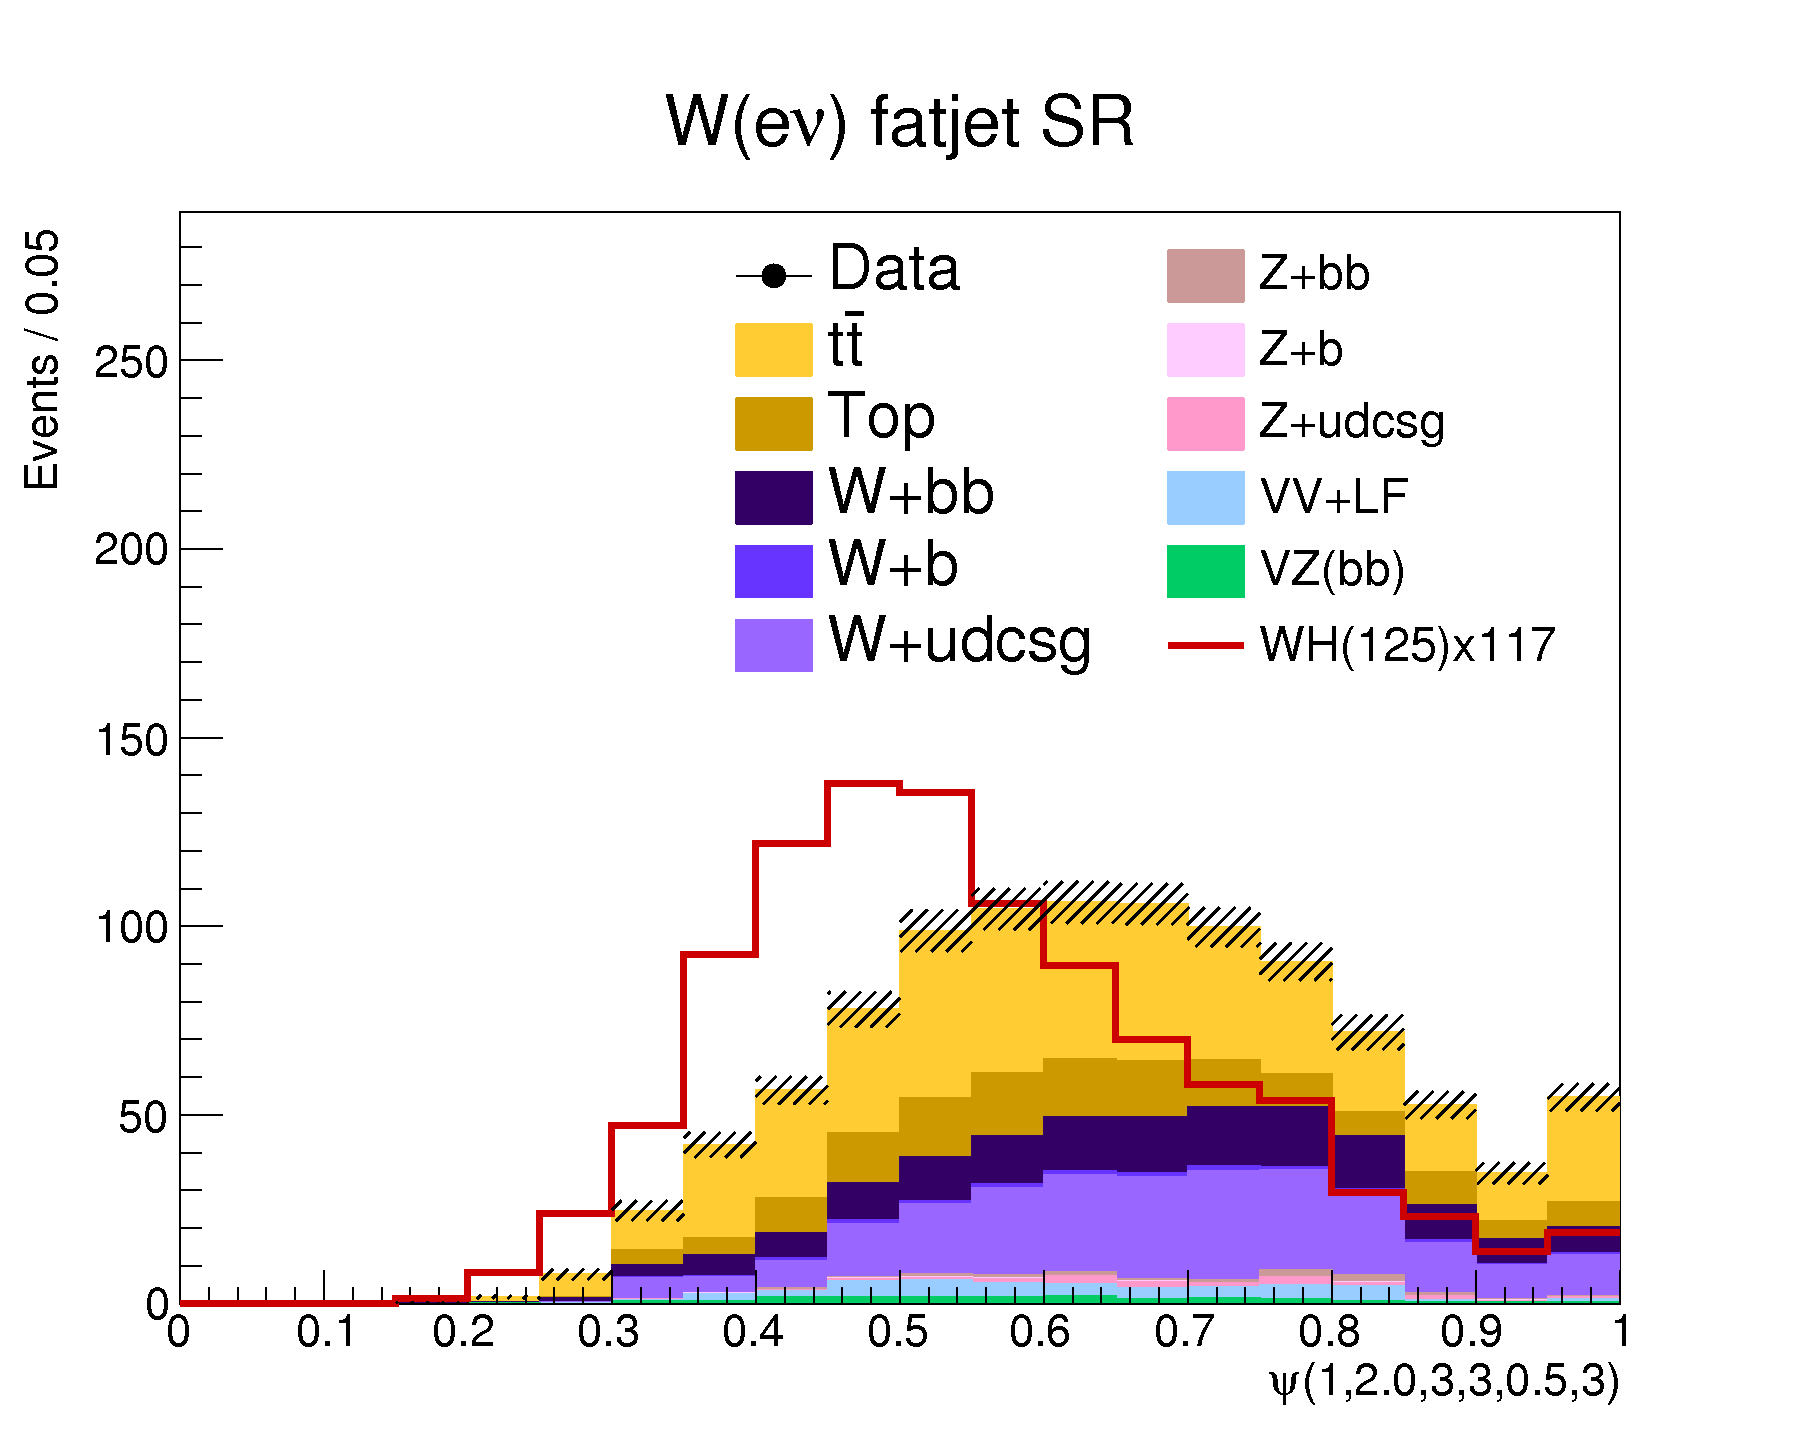 W(eν) fatjet SR
Events / 0.05
Data
tt̄
Top
W+bb
W+b
W+udcsg
Z+bb
Z+b
Z+udcsg
VV+LF
VZ(bb)
WH(125)x117
250
200
150
100
50
0
0 0.1 0.2 0.3 0.4 0.5 0.6 0.7 0.8 0.9 1
ψ(1,2.0,3,3,0.5,3)